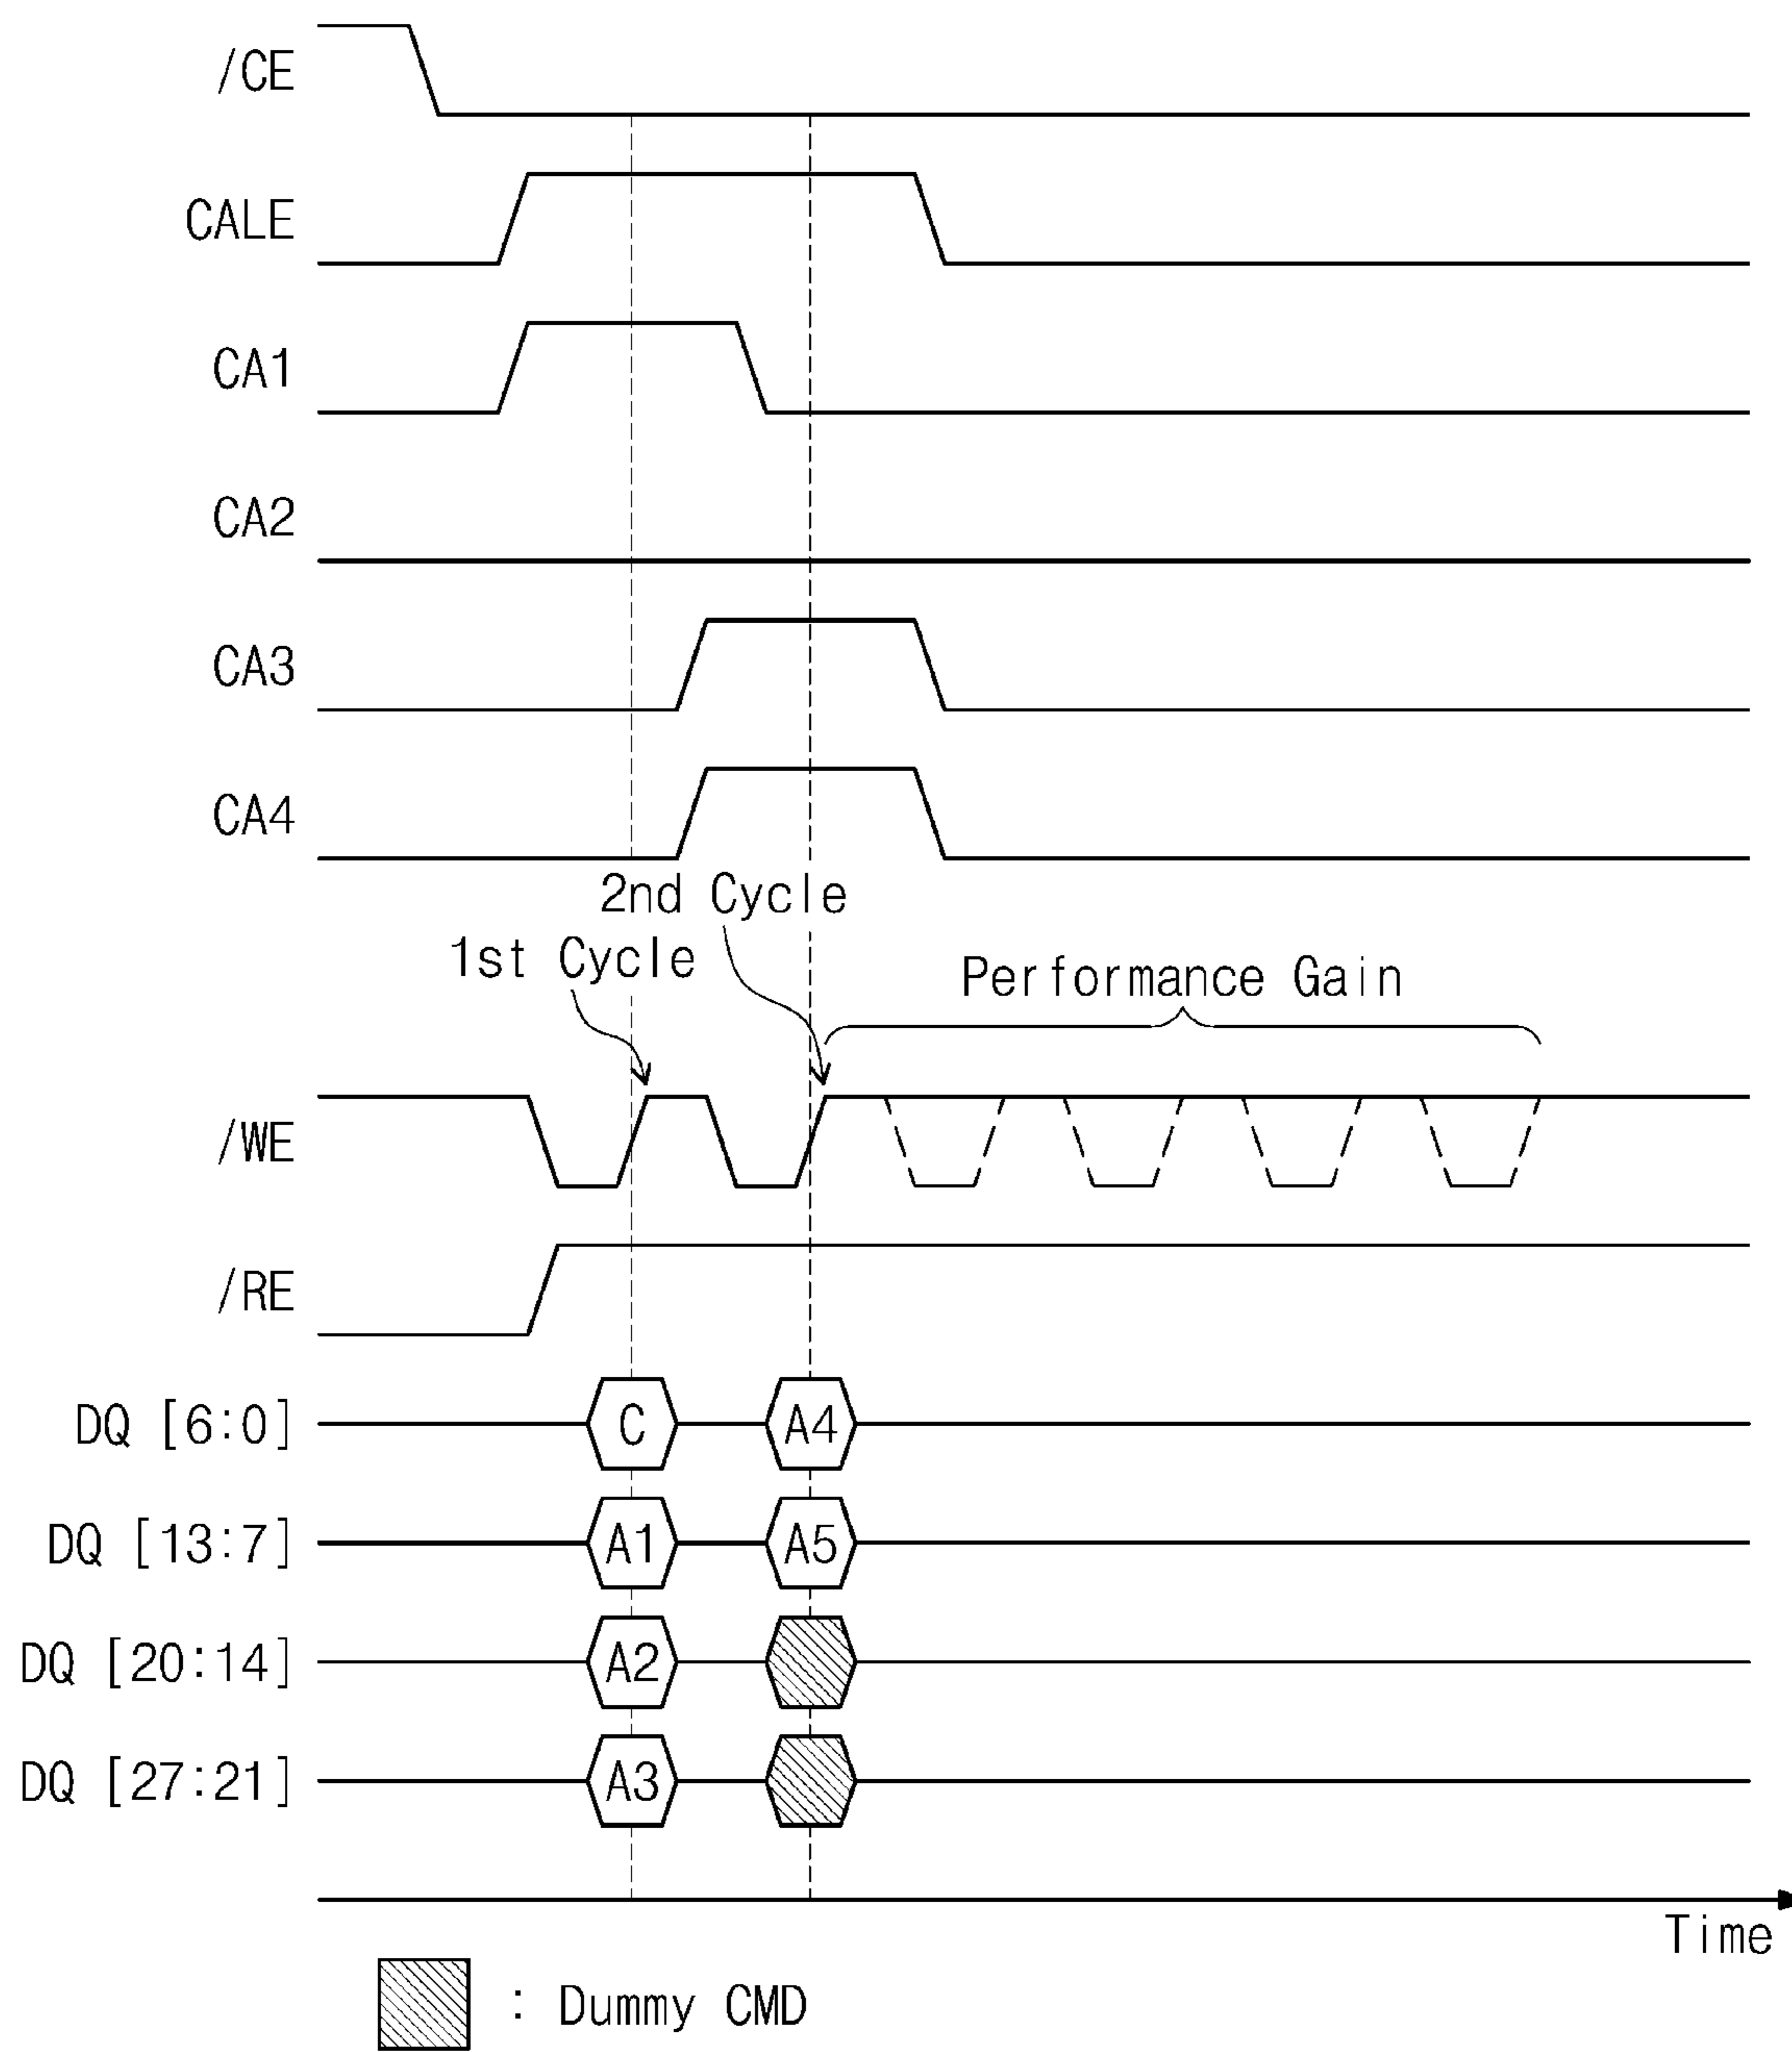 /CE
CALE
CA1
CA2
CA3
CA4
2nd Cycle
1st Cycle
Performance Gain
/WE
/RE
DQ [6:0] C A4
DQ [13:7] A1 A5
DQ [20:14] A2
DQ [27:21] A3
Time
: Dummy CMD